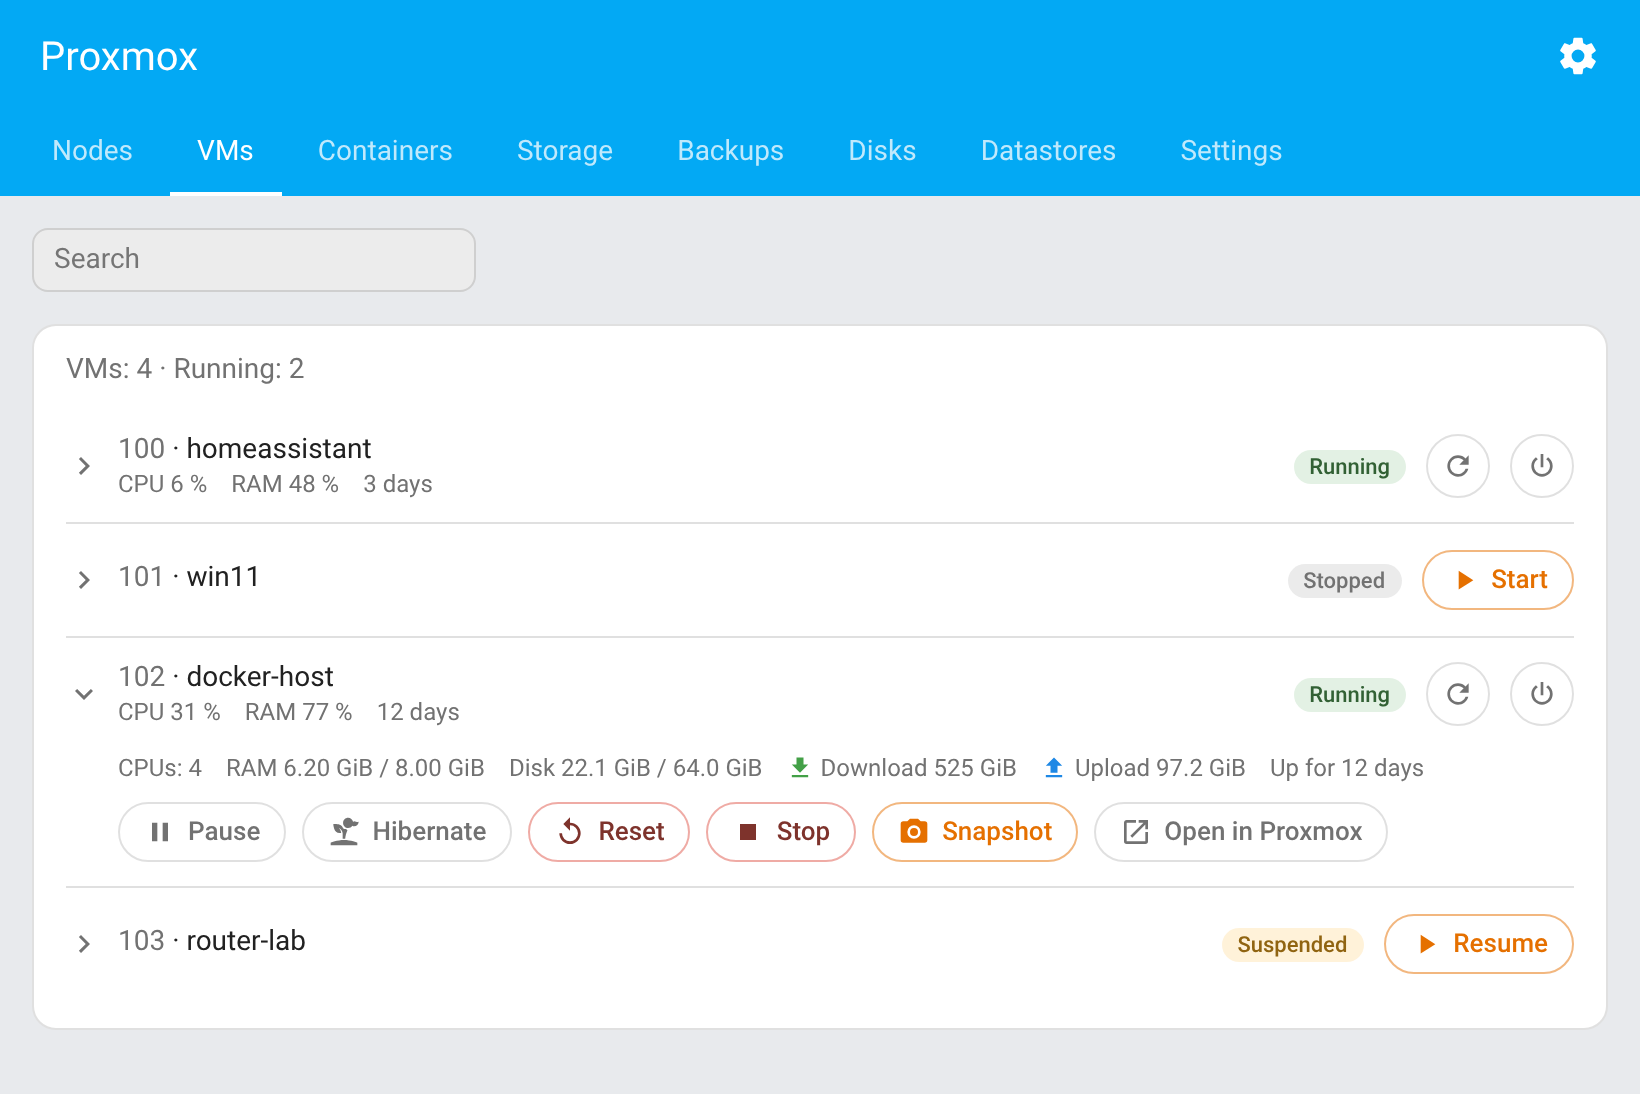 Proxmox
Nodes VMs Containers Storage Backups Disks Datastores Settings
Search
VMs: 4 · Running: 2
100 · homeassistant
CPU 6 % RAM 48 % 3 days
Running
101 · win11
Stopped Start
102 · docker-host
CPU 31 % RAM 77 % 12 days
Running
CPUs: 4 RAM 6.20 GiB / 8.00 GiB Disk 22.1 GiB / 64.0 GiB Download 525 GiB Upload 97.2 GiB Up for 12 days
Pause Hibernate Reset Stop Snapshot Open in Proxmox
103 · router-lab
Suspended Resume